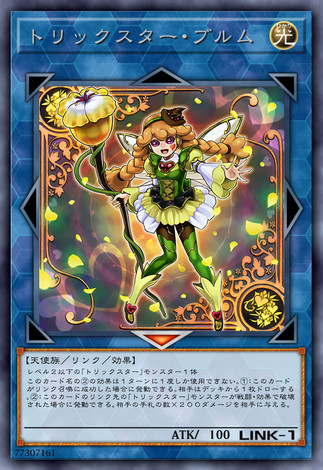 トリックスター・ブルム
光
【天使族／リンク／効果】
レベル２以下の「トリックスター」モンスター１体
このカード名の②の効果は１ターンに１度しか使用できない。①：このカード
がリンク召喚に成功した場合に発動できる。相手はデッキから１枚ドローす
る。②：このカードのリンク先の「トリックスター」モンスターが戦闘・効果で破壊
された場合に発動できる。相手の手札の数×２００ダメージを相手に与える。
ATK/ 100 LINK-1
77307161